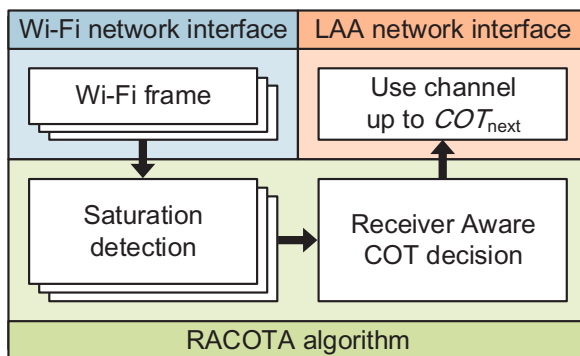 Wi-Fi network interface
LAA network interface
Wi-Fi frame
Use channel
up to COTnext
Saturation
detection
Receiver Aware
COT decision
RACOTA algorithm